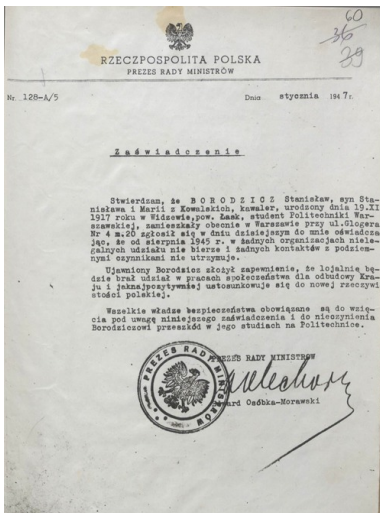 60
36
39
RZECZPOSPOLITA POLSKA
PREZES RADY MINISTRÓW
Nr. 128-A/5
Dnia stycznia 1947r.
Zaświadczenie
Stwierdzam, że BORODZICZ Stanisław, syn Sta-
nisława i Marii z Kowalskich, kawaler, urodzony dnia 19.XI
1917 roku w Widzewie, pow. Łask, student Politechniki War-
szawskiej, zamieszkały obecnie w Warszawie przy ul. Glogera
Nr 4 m.20 zgłosił się w dniu dzisiejszym do mnie oświadcza
jąc, że od sierpnia 1945 r. w żadnych organizacjach niele-
galnych udziału nie bierze i żadnych kontaktów z podziem-
nymi czynnikami nie utrzymuje.
Ujawniony Borodzicz złożył zapewnienie, że lojalnie bę-
dzie brał udział w pracach społeczeństwa dla odbudowy Kra-
ju i jaknajpozytywniej ustosunkowuje się do nowej rzeczywi
stości polskiej.
Wszelkie władze bezpieczeństwa obowiązane są do wzię-
cia pod uwagę niniejszego zaświadczenia i do nieczynienia
Borodziczowi przeszkód w jego studiach na Politechnice.
PREZES RADY MINISTRÓW
Edward Osóbka-Morawski
PREZES RADY MINISTRÓW